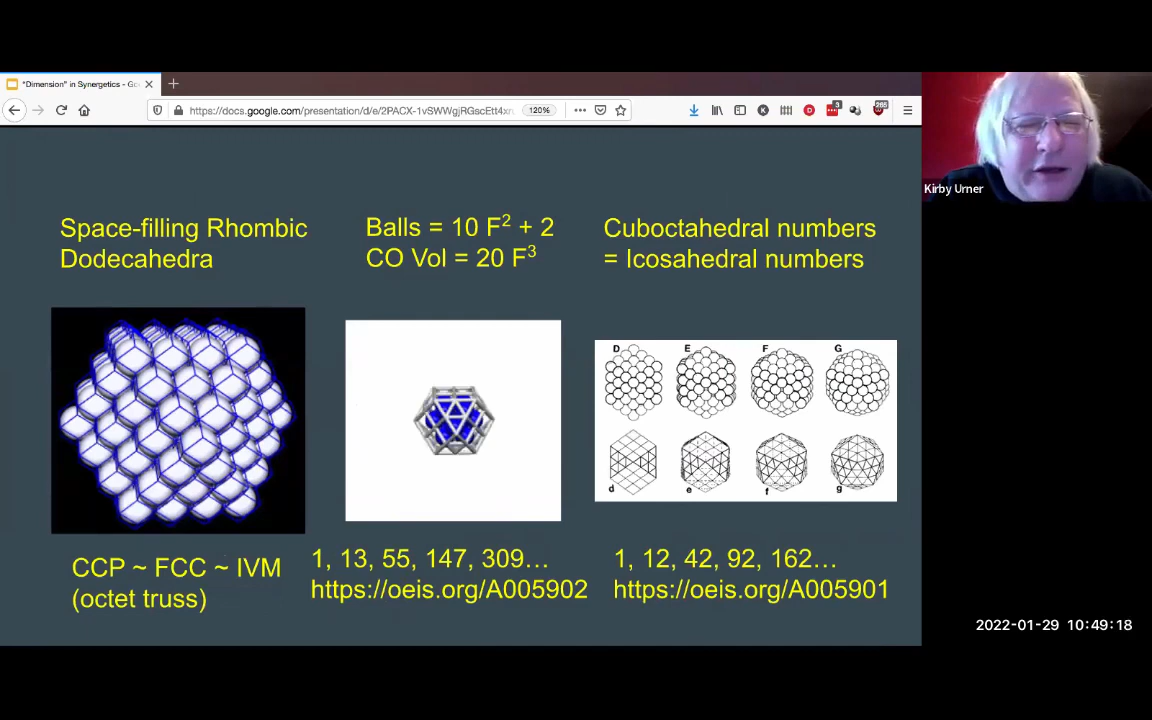 "Dimension" in Synergetics - Go
https://docs.google.com/presentation/d/e/2PACX-1vSWWgjRGscEtt4xr
120%
3
265
Kirby Urner
Space-filling Rhombic
Dodecahedra
Balls = 10 F² + 2
CO Vol = 20 F³
Cuboctahedral numbers
= Icosahedral numbers
D E F G
d e f g
CCP ~ FCC ~ IVM
(octet truss)
1, 13, 55, 147, 309...
https://oeis.org/A005902
1, 12, 42, 92, 162...
https://oeis.org/A005901
2022-01-29 10:49:18